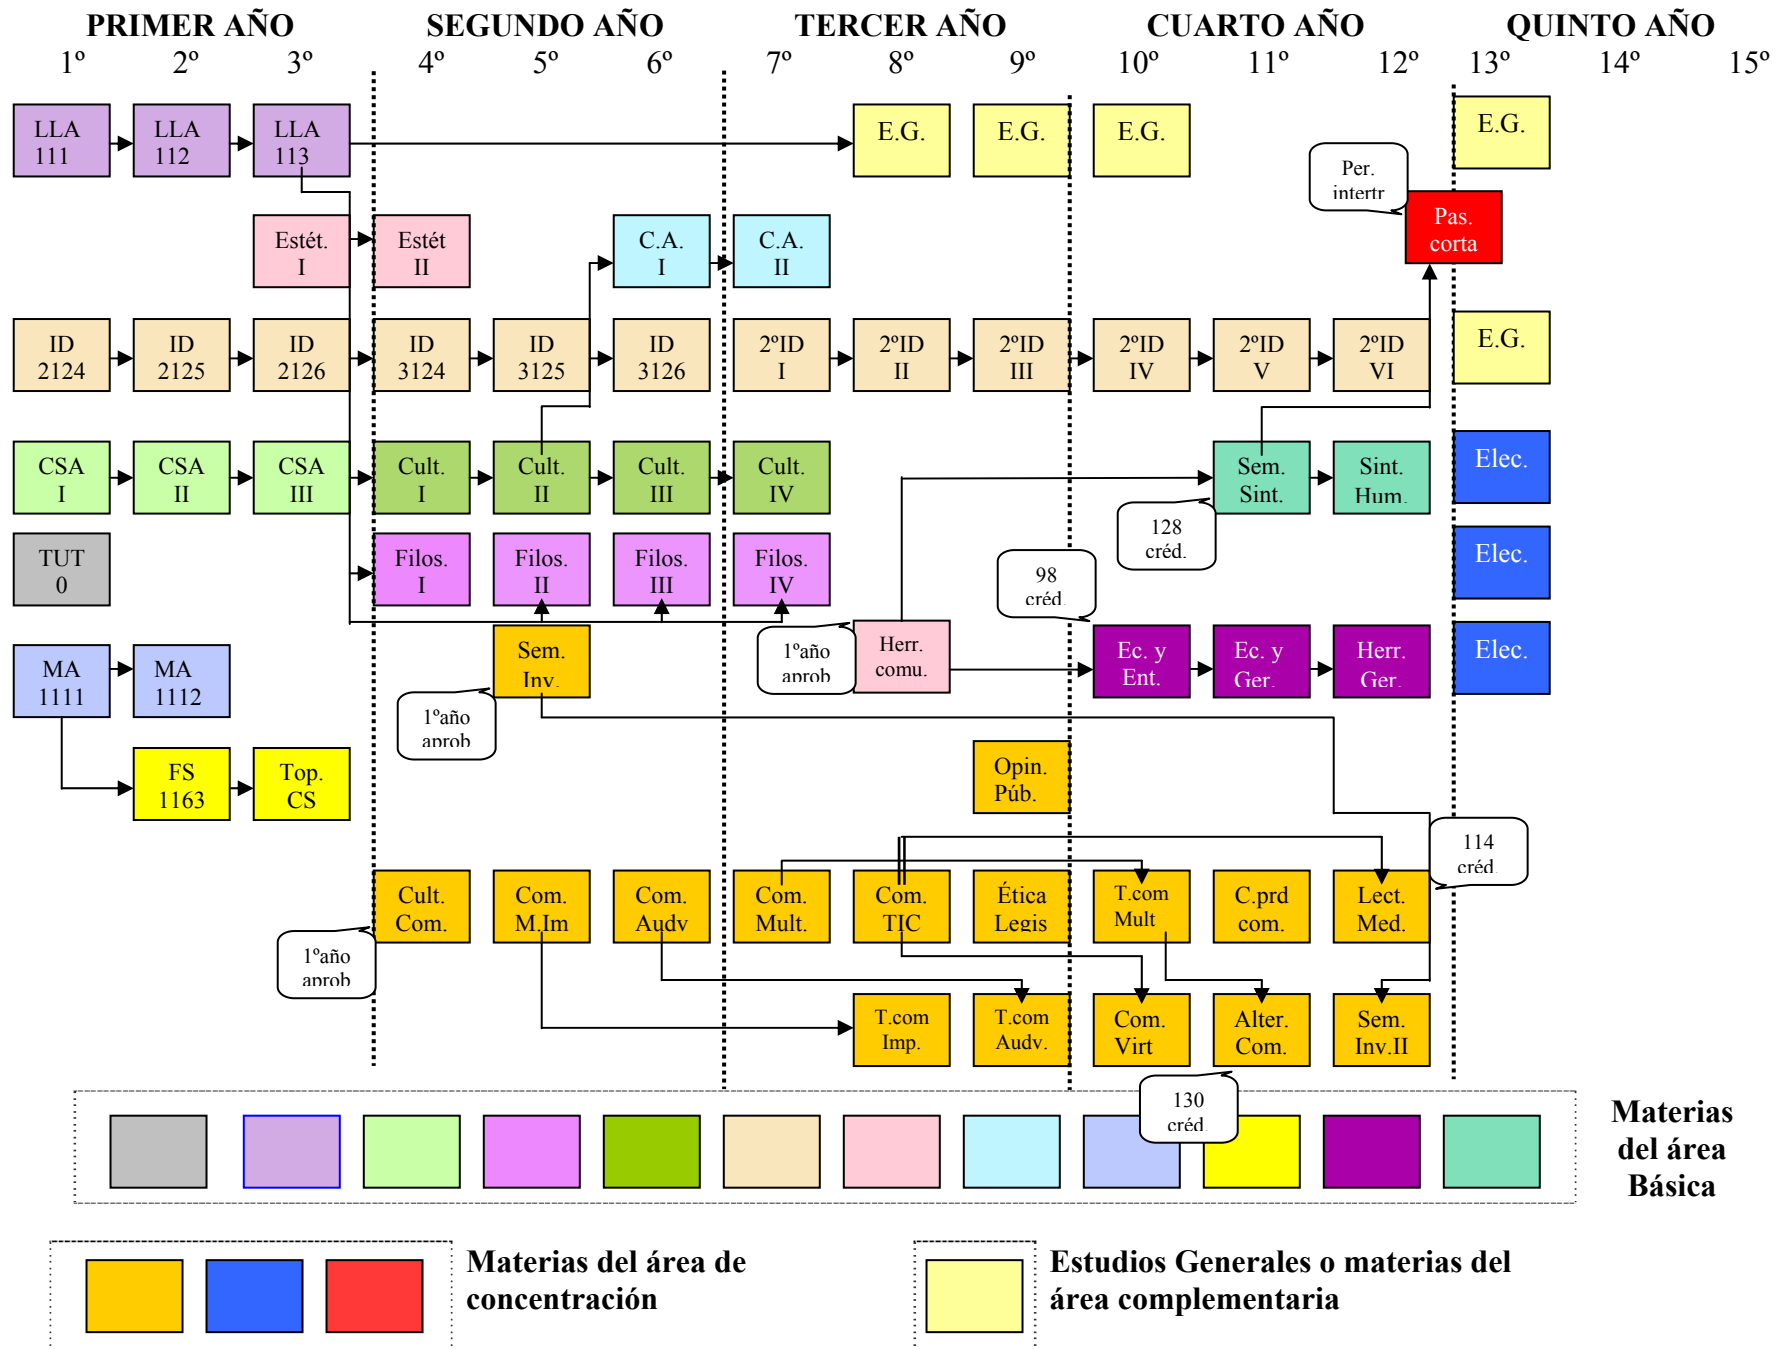 PRIMER AÑO SEGUNDO AÑO TERCER AÑO CUARTO AÑO QUINTO AÑO
1º 2º 3º 4º 5º 6º 7º 8º 9º 10º 11º 12º 13º 14º 15º
LLA LLA LLA E.G. E.G. E.G. E.G.
111 112 113
Per.
intertr
Estét. Estét C.A. C.A. Pas.
I II I II corta
ID ID ID ID ID ID 2ºID 2ºID 2ºID 2ºID 2ºID 2ºID E.G.
2124 2125 2126 3124 3125 3126 I II III IV V VI
CSA CSA CSA Cult. Cult. Cult. Cult. Sem. Sint. Elec.
I II III I II III IV Sint. Hum.
128
créd.
TUT Filos. Filos. Filos. Filos. Elec.
0 I II III IV
98
créd.
MA MA Sem. Herr. Ec. y Ec. y Herr. Elec.
1111 1112 Inv. comu. Ent. Ger. Ger.
1ºaño
aprob
1ºaño
aprob
FS Top. Opin.
1163 CS Púb.
114
créd.
Cult. Com. Com. Com. Com. Ética T.com C.prd Lect.
Com. M.Im Audv Mult. TIC Legis Mult com. Med.
1ºaño
aprob
T.com T.com Com. Alter. Sem.
Imp. Audv. Virt Com. Inv.II
130
créd.
Materias
del área
Básica
Materias del área de
concentración
Estudios Generales o materias del
área complementaria